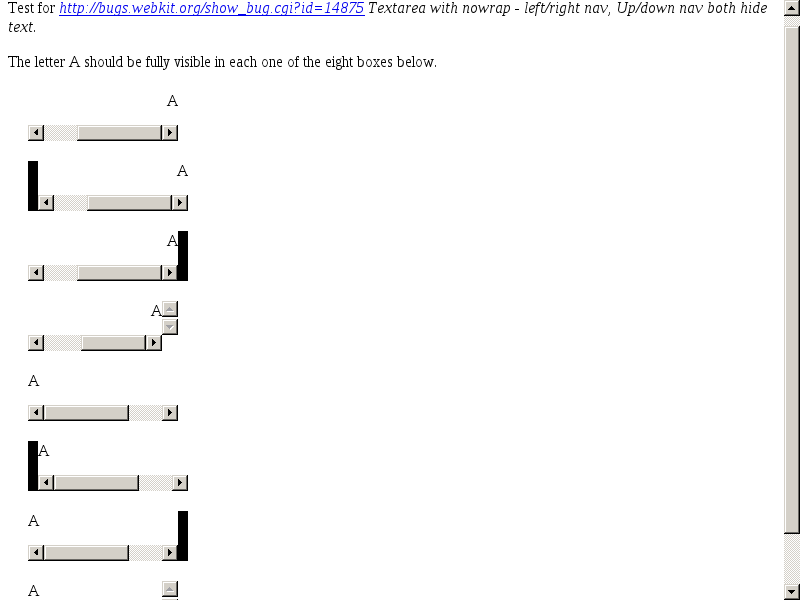 Test for http://bugs.webkit.org/show_bug.cgi?id=14875 Textarea with nowrap - left/right nav, Up/down nav both hide
text.
The letter A should be fully visible in each one of the eight boxes below.
A
A
A
A
A
A
A
A